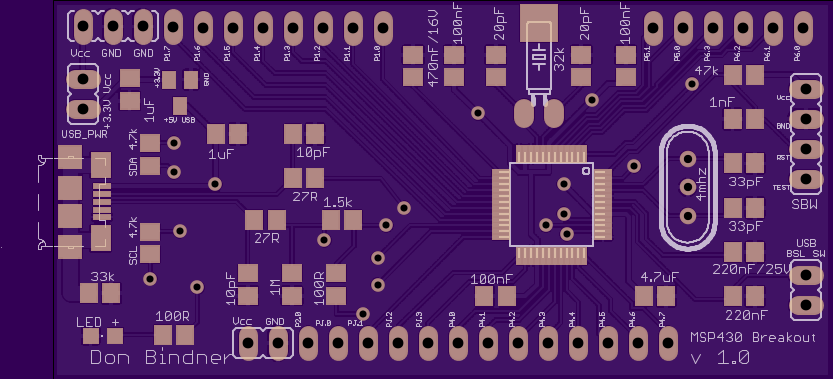 Vcc GND GND P1.7 P1.6 P1.5 P1.4 P1.3 P1.2 P1.1 P1.0
470nF/16V 100nF 20pF 32k 20pF 100nF
P6.1 P6.0 P6.3 P6.2 P6.1 P6.0
+3.3V Vcc
1uF
+3.3V GND
+5V USB
USB_PWR
47k
1nF
33pF
33pF
220nF/25V
220nF
4mhz
Vcc
GND
RST
TEST
SBW
USB
BSL SW
SDA 4.7k
SCL 4.7k
1uF
10pF
27R
1.5k
27R
33k
10pF
1M
100R
100nF
4.7uF
LED +
100R
Vcc GND P2.0 PJ.0 PJ.1 PJ.2 PJ.3 P4.0 P4.1 P4.2 P4.3 P4.4 P4.5 P4.6 P4.7
MSP430 Breakout
Don Bindner
v 1.0